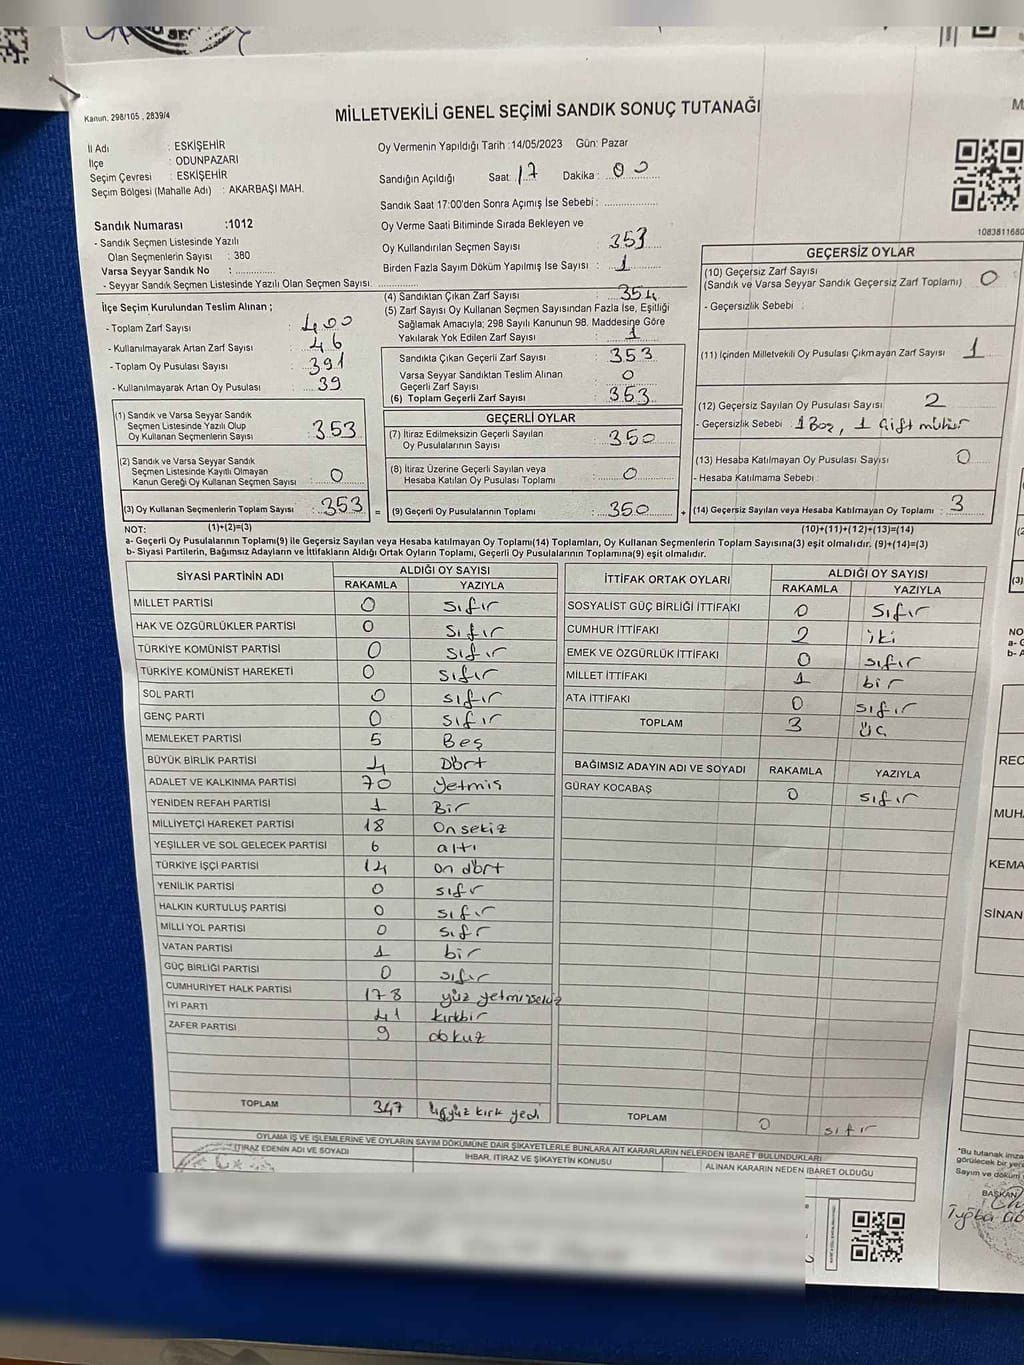 Kanun, 298/105 , 2839/4
MİLLETVEKİLİ GENEL SEÇİMİ SANDIK SONUÇ TUTANAĞI
İl Adı : ESKİŞEHİR
İlçe : ODUNPAZARI
Seçim Çevresi : ESKİŞEHİR
Seçim Bölgesi (Mahalle Adı) : AKARBAŞI MAH.
Oy Vermenin Yapıldığı Tarih :14/05/2023 Gün: Pazar
Sandığın Açıldığı Saat : 17 Dakika : 00
Sandık Saat 17:00'den Sonra Açımış İse Sebebi :
Sandık Numarası :1012
- Sandık Seçmen Listesinde Yazılı
Olan Seçmenlerin Sayısı : 380
Varsa Seyyar Sandık No :
- Seyyar Sandık Seçmen Listesinde Yazılı Olan Seçmen Sayısı:
Oy Verme Saati Bitiminde Sırada Bekleyen ve
Oy Kullandırılan Seçmen Sayısı : 353
Birden Fazla Sayım Döküm Yapılmış İse Sayısı : 1
İlçe Seçim Kurulundan Teslim Alınan ;
- Toplam Zarf Sayısı : 400
- Kullanılmayarak Artan Zarf Sayısı : 46
- Toplam Oy Pusulası Sayısı : 391
- Kullanılmayarak Artan Oy Pusulası : 39
(4) Sandıktan Çıkan Zarf Sayısı : 354
(5) Zarf Sayısı Oy Kullanan Seçmen Sayısından Fazla İse, Eşitliği
Sağlamak Amacıyla; 298 Sayılı Kanunun 98. Maddesine Göre
Yakılarak Yok Edilen Zarf Sayısı : 1
Sandıkta Çıkan Geçerli Zarf Sayısı : 353
Varsa Seyyar Sandıktan Teslim Alınan
Geçerli Zarf Sayısı : 0
(6) Toplam Geçerli Zarf Sayısı : 353
GEÇERSİZ OYLAR
1083811680
(10) Geçersiz Zarf Sayısı
(Sandık ve Varsa Seyyar Sandık Geçersiz Zarf Toplamı) : 0
- Geçersizlik Sebebi :
(11) İçinden Milletvekili Oy Pusulası Çıkmayan Zarf Sayısı : 1
(12) Geçersiz Sayılan Oy Pusulası Sayısı : 2
- Geçersizlik Sebebi : 1 Boş, 1 Çift mühür
(13) Hesaba Katılmayan Oy Pusulası Sayısı : 0
- Hesaba Katılmama Sebebi :
(14) Geçersiz Sayılan veya Hesaba Katılmayan Oy Toplamı : 3
(1) Sandık ve Varsa Seyyar Sandık
Seçmen Listesinde Yazılı Olup
Oy Kullanan Seçmenlerin Sayısı : 353
(2) Sandık ve Varsa Seyyar Sandık
Seçmen Listesinde Kayıtlı Olmayan
Kanun Gereği Oy Kullanan Seçmen Sayısı : 0
(3) Oy Kullanan Seçmenlerin Toplam Sayısı : 353 =
GEÇERLİ OYLAR
(7) İtiraz Edilmeksizin Geçerli Sayılan
Oy Pusulalarının Sayısı : 350
(8) İtiraz Üzerine Geçerli Sayılan veya
Hesaba Katılan Oy Pusulası Toplamı : 0
(9) Geçerli Oy Pusulalarının Toplamı : 350 +
NOT: (1)+(2)=(3) (10)+(11)+(12)+(13)=(14)
a- Geçerli Oy Pusulalarının Toplamı(9) ile Geçersiz Sayılan veya Hesaba katılmayan Oy Toplamı(14) Toplamları, Oy Kullanan Seçmenlerin Toplam Sayısına(3) eşit olmalıdır. (9)+(14)=(3)
b- Siyasi Partilerin, Bağımsız Adayların ve İttifakların Aldığı Ortak Oyların Toplamı, Geçerli Oy Pusulalarının Toplamına(9) eşit olmalıdır.
SİYASİ PARTİNİN ADI ALDIĞI OY SAYISI
RAKAMLA YAZIYLA
MİLLET PARTİSİ 0 sıfır
HAK VE ÖZGÜRLÜKLER PARTİSİ 0 sıfır
TÜRKİYE KOMÜNİST PARTİSİ 0 sıfır
TÜRKİYE KOMÜNİST HAREKETİ 0 sıfır
SOL PARTİ 0 sıfır
GENÇ PARTİ 0 sıfır
MEMLEKET PARTİSİ 5 Beş
BÜYÜK BİRLİK PARTİSİ 4 Dört
ADALET VE KALKINMA PARTİSİ 70 yetmiş
YENİDEN REFAH PARTİSİ 1 Bir
MİLLİYETÇİ HAREKET PARTİSİ 18 Onsekiz
YEŞİLLER VE SOL GELECEK PARTİSİ 6 altı
TÜRKİYE İŞÇİ PARTİSİ 14 on dört
YENİLİK PARTİSİ 0 sıfr
HALKIN KURTULUŞ PARTİSİ 0 sıfır
MİLLİ YOL PARTİSİ 0 sıfr
VATAN PARTİSİ 1 bir
GÜÇ BİRLİĞİ PARTİSİ 0 sıfır
CUMHURİYET HALK PARTİSİ 178 yüz yetmişsekiz
İYİ PARTİ 41 kırkbir
ZAFER PARTİSİ 9 dokuz
TOPLAM 347 üçyüz kırk yedi
İTTİFAK ORTAK OYLARI ALDIĞI OY SAYISI
RAKAMLA YAZIYLA
SOSYALİST GÜÇ BİRLİĞİ İTTİFAKI 0 sıfır
CUMHUR İTTİFAKI 2 iki
EMEK VE ÖZGÜRLÜK İTTİFAKI 0 sıfır
MİLLET İTTİFAKI 1 bir
ATA İTTİFAKI 0 sıfır
TOPLAM 3 üç
BAĞIMSIZ ADAYIN ADI VE SOYADI RAKAMLA YAZIYLA
GÜRAY KOCABAŞ 0 sıfır
TOPLAM 0 sıfır
OYLAMA İŞ VE İŞLEMLERİNE VE OYLARIN SAYIM DÖKÜMÜNE DAİR ŞİKAYETLERLE BUNLARA AİT KARARLARIN NELERDEN İBARET BULUNDUKLARI
İTİRAZ EDENİN ADI VE SOYADI İHBAR, İTİRAZ VE ŞİKAYETİN KONUSU ALINAN KARARIN NEDEN İBARET OLDUĞU
REC
MUHA
KEMA
SİNAN
*Bu tutanak imza
görülecek bir yere
Sayım ve döküm
BAŞKAN
Tuğba